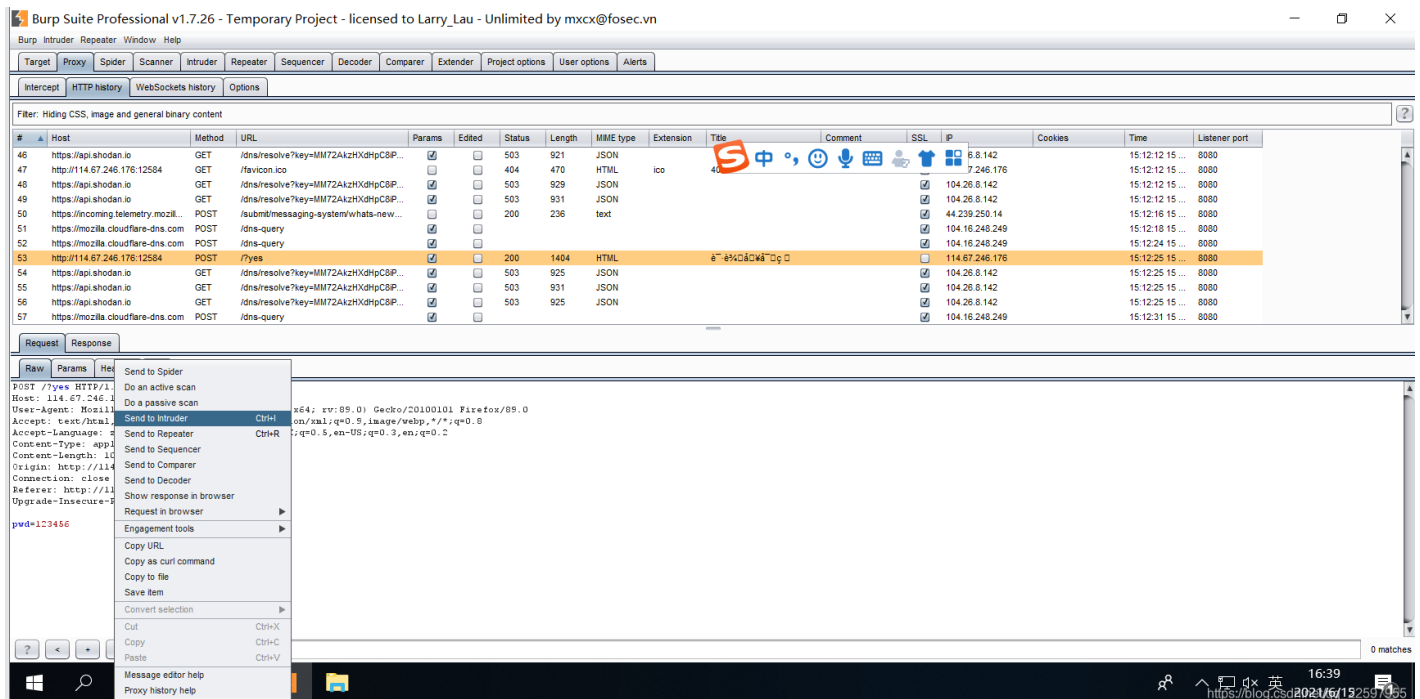 Burp Suite Professional v1.7.26 - Temporary Project - licensed to Larry_Lau - Unlimited by mxcx@fosec.vn
Burp Intruder Repeater Window Help
Target Proxy Spider Scanner Intruder Repeater Sequencer Decoder Comparer Extender Project options User options Alerts
Intercept HTTP history WebSockets history Options
Filter: Hiding CSS, image and general binary content ?
# Host Method URL Params Edited Status Length MIME type Extension Title Comment SSL IP Cookies Time Listener port
46 https://api.shodan.io GET /dns/resolve?key=MM72AkzHXdHpC8iP... 503 921 JSON 6.8.142 15:12:12 15 ... 8080
47 http://114.67.246.176:12584 GET /favicon.ico 404 470 HTML ico 40 7.246.176 15:12:12 15 ... 8080
48 https://api.shodan.io GET /dns/resolve?key=MM72AkzHXdHpC8iP... 503 929 JSON 104.26.8.142 15:12:12 15 ... 8080
49 https://api.shodan.io GET /dns/resolve?key=MM72AkzHXdHpC8iP... 503 931 JSON 104.26.8.142 15:12:12 15 ... 8080
50 https://incoming.telemetry.mozill... POST /submit/messaging-system/whats-new... 200 236 text 44.239.250.14 15:12:16 15 ... 8080
51 https://mozilla.cloudflare-dns.com POST /dns-query 104.16.248.249 15:12:18 15 ... 8080
52 https://mozilla.cloudflare-dns.com POST /dns-query 104.16.248.249 15:12:24 15 ... 8080
53 http://114.67.246.176:12584 POST /?yes 200 1404 HTML 114.67.246.176 15:12:25 15 ... 8080
54 https://api.shodan.io GET /dns/resolve?key=MM72AkzHXdHpC8iP... 503 925 JSON 104.26.8.142 15:12:25 15 ... 8080
55 https://api.shodan.io GET /dns/resolve?key=MM72AkzHXdHpC8iP... 503 931 JSON 104.26.8.142 15:12:25 15 ... 8080
56 https://api.shodan.io GET /dns/resolve?key=MM72AkzHXdHpC8iP... 503 925 JSON 104.26.8.142 15:12:25 15 ... 8080
57 https://mozilla.cloudflare-dns.com POST /dns-query 104.16.248.249 15:12:31 15 ... 8080
S 中
Request Response
Raw Params Hea
POST /?yes HTTP/1.
Host: 114.67.246.1
User-Agent: Mozill x64; rv:89.0) Gecko/20100101 Firefox/89.0
Accept: text/html, on/xml;q=0.9,image/webp,*/*;q=0.8
Accept-Language: z ;q=0.5,en-US;q=0.3,en;q=0.2
Content-Type: appl
Content-Length: 10
Origin: http://114
Connection: close
Referer: http://11
Upgrade-Insecure-R
pwd=123456
Send to Spider
Do an active scan
Do a passive scan
Send to Intruder Ctrl+I
Send to Repeater Ctrl+R
Send to Sequencer
Send to Comparer
Send to Decoder
Show response in browser
Request in browser
Engagement tools
Copy URL
Copy as curl command
Copy to file
Save item
Convert selection
Cut Ctrl+X
Copy Ctrl+C
Paste Ctrl+V
Message editor help
Proxy history help
? < + 0 matches
英
16:39
2021/6/15